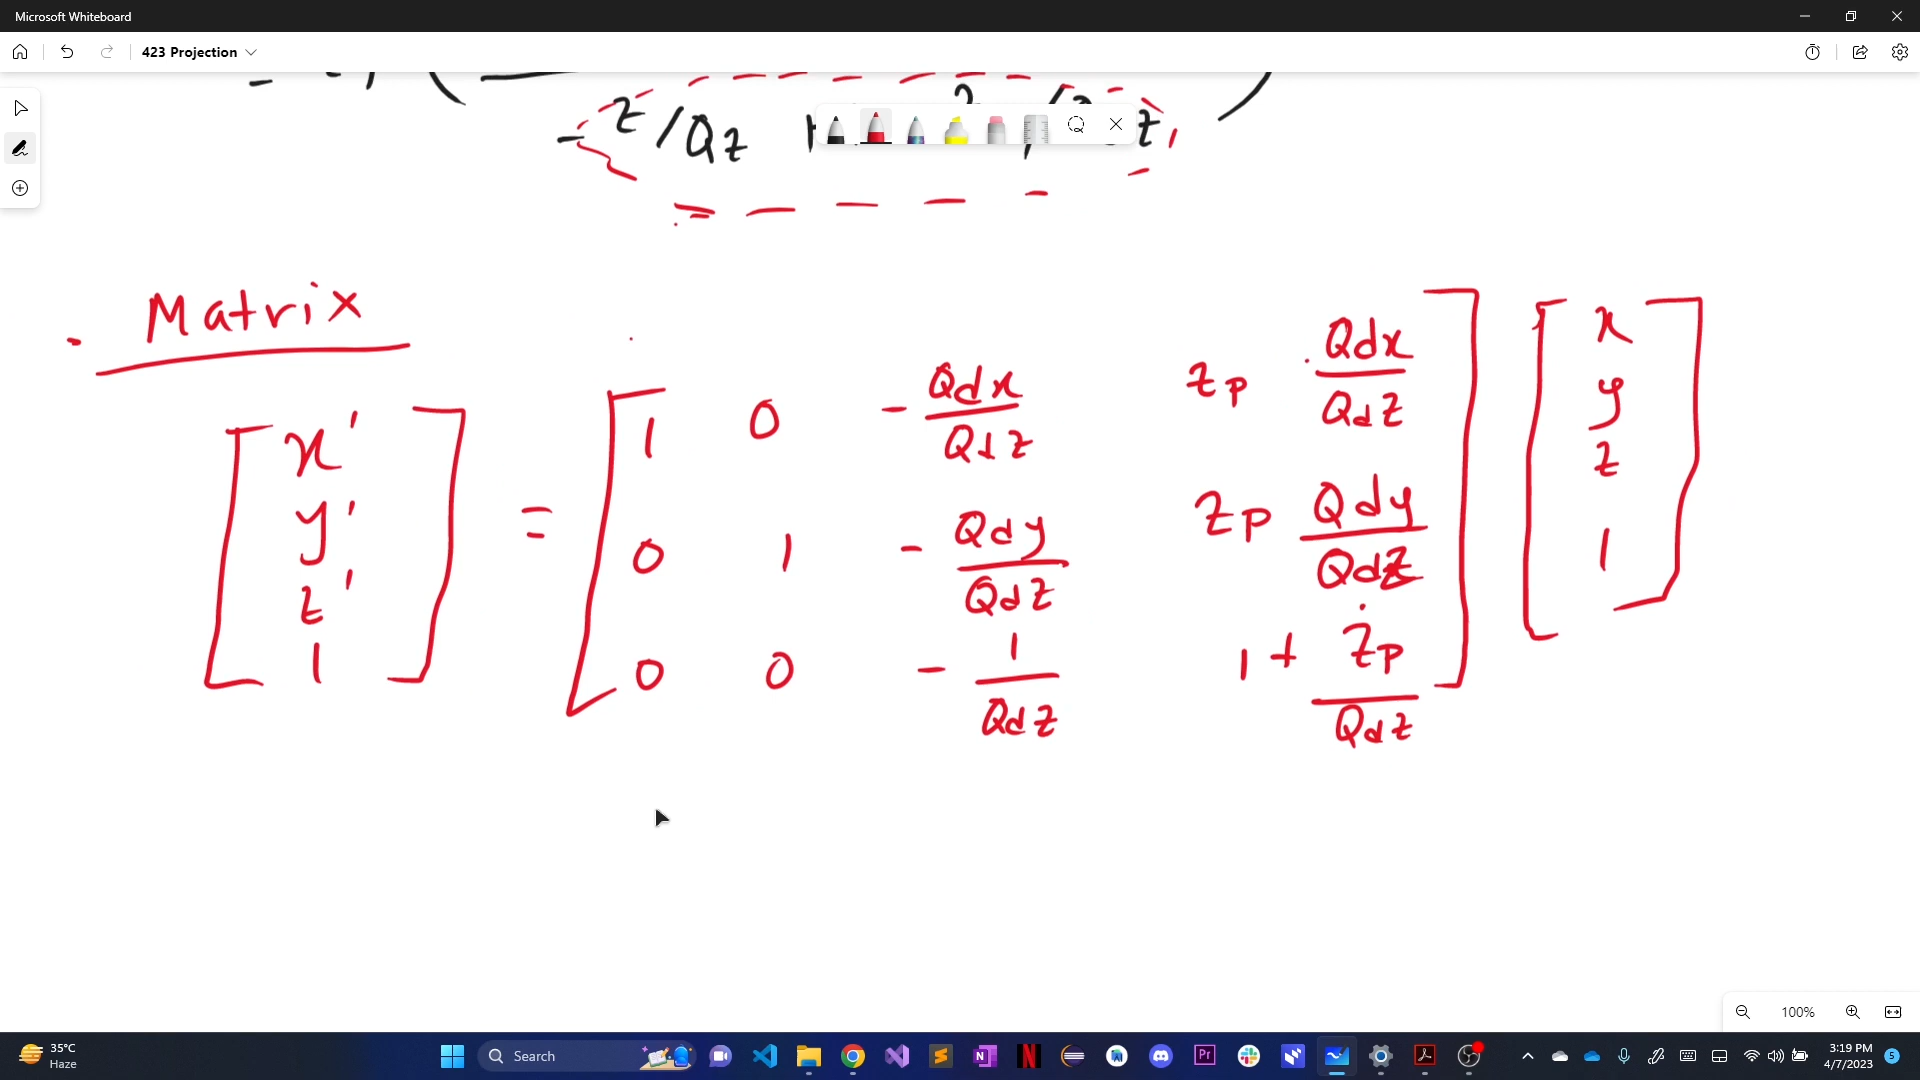 Microsoft Whiteboard
423 Projection
- z/Qz
Matrix
[x' y' z' 1] = [1 0 - Qdx/Qdz zp . Qdx/Qdz
0 1 - Qdy/Qdz zp Qdy/Qdz
0 0 - 1/Qdz 1 + zp/Qdz] [x y z 1]
100%
35°C
Haze
Search
Pr
3:19 PM
4/7/2023
5